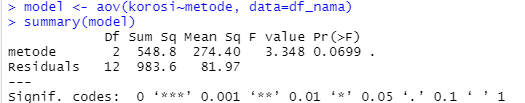 > model <- aov(korosi~metode, data=df_nama)
> summary(model)
            Df Sum Sq Mean Sq F value Pr(>F)
metode       2  548.8  274.40   3.348 0.0699 .
Residuals   12  983.6   81.97
---
Signif. codes:  0 ‘***’ 0.001 ‘**’ 0.01 ‘*’ 0.05 ‘.’ 0.1 ‘ ’ 1